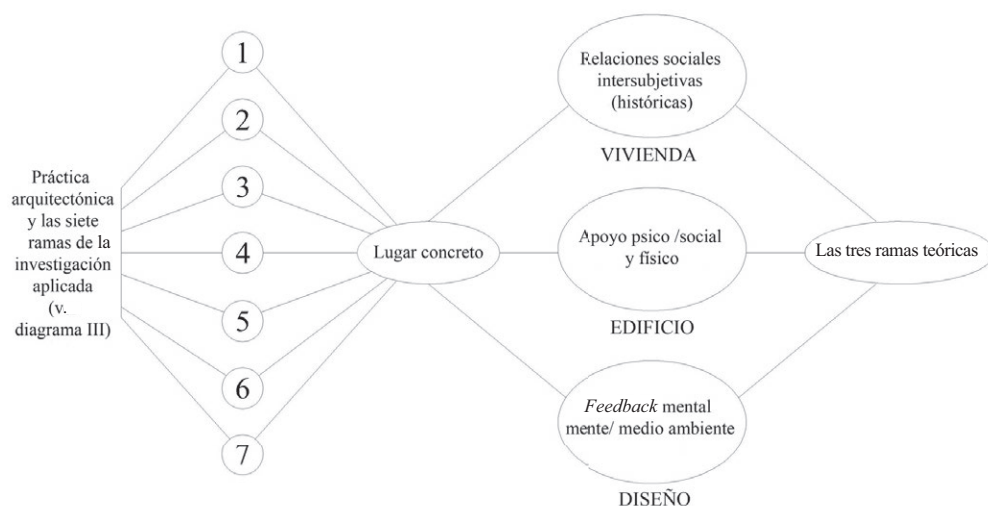 Práctica
arquitectónica
y las siete
ramas de la
investigación
aplicada
(v.
diagrama III)
1
2
3
4
5
6
7
Lugar concreto
Relaciones sociales
intersubjetivas
(históricas)
VIVIENDA
Apoyo psico /social
y físico
EDIFICIO
Feedback mental
mente/ medio ambiente
DISEÑO
Las tres ramas teóricas